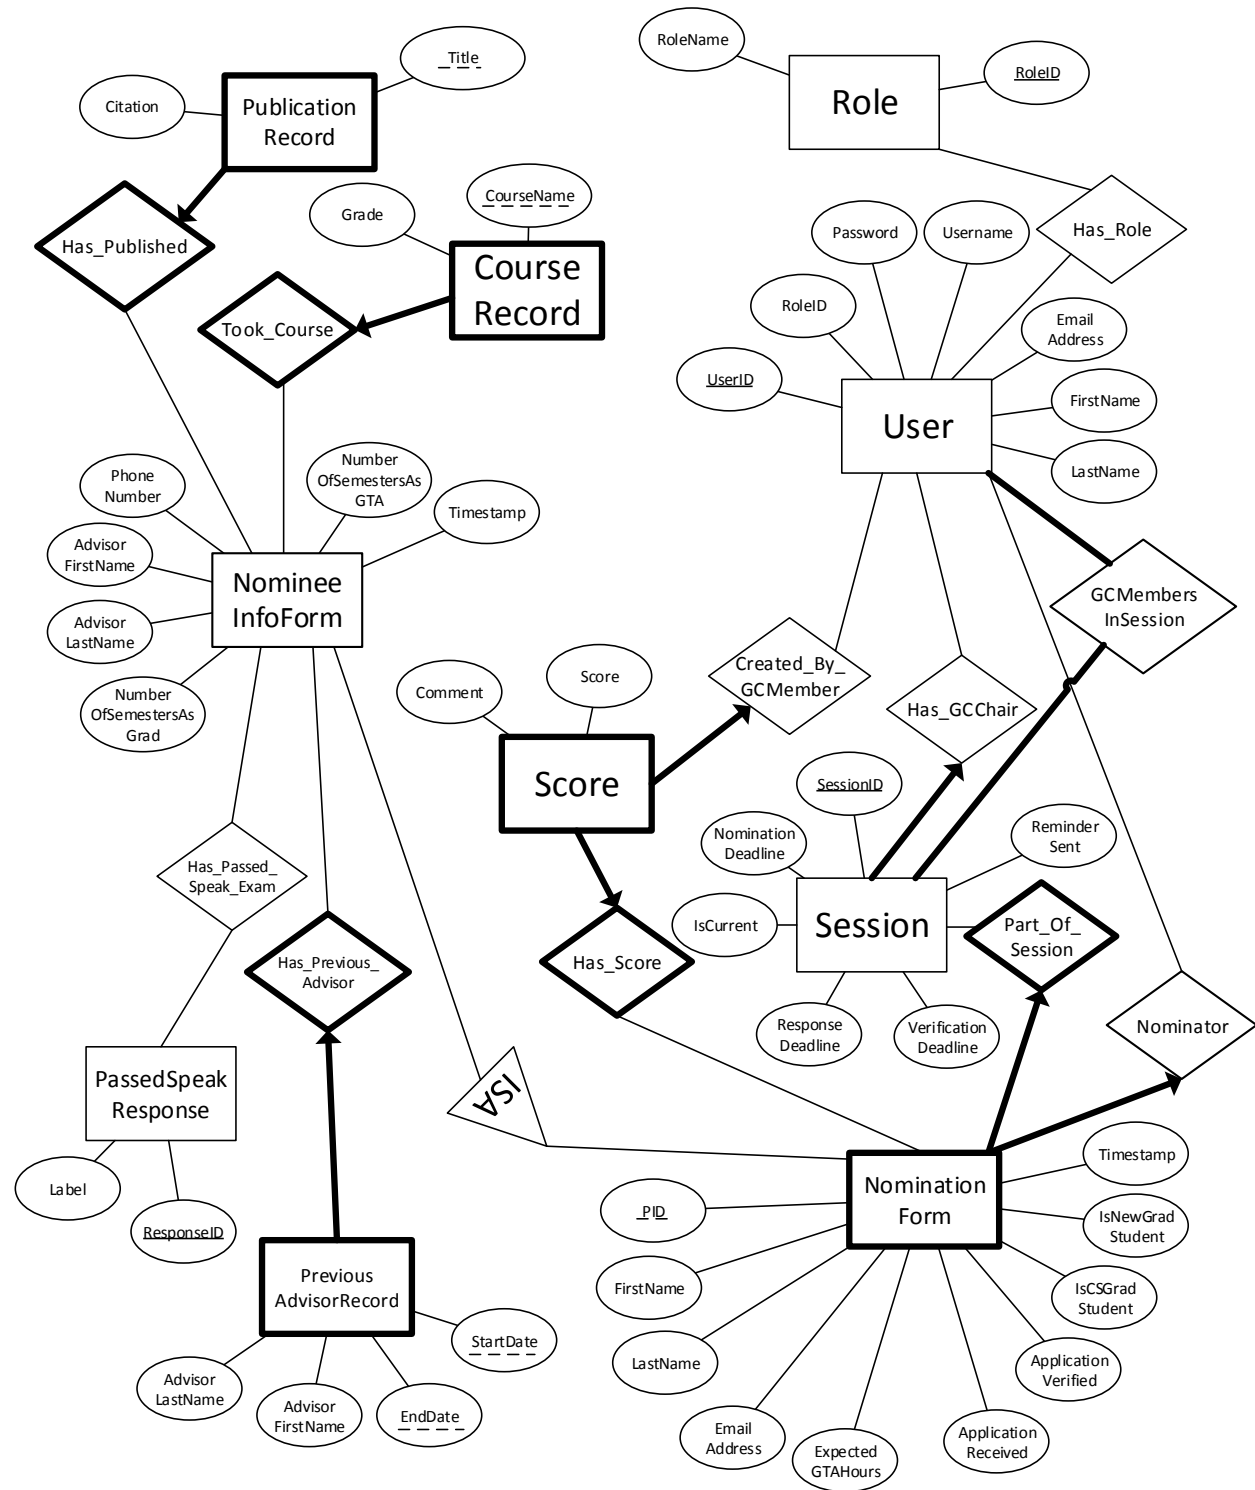 RoleName
Title
RoleID
Citation
Publication
Record
Role
CourseName
Grade
Has_Published
Password
Username
Has_Role
Course
Record
Took_Course
RoleID
Email
Address
UserID
FirstName
User
LastName
Phone
Number
Number
OfSemestersAs
GTA
Timestamp
Advisor
FirstName
Nominee
InfoForm
Advisor
LastName
GCMembers
InSession
Number
OfSemestersAs
Grad
Comment
Score
Created_By_
GCMember
Has_GCChair
Score
SessionID
Nomination
Deadline
Reminder
Sent
Has_Passed_
Speak_Exam
IsCurrent
Session
Part_Of_
Session
Has_Previous_
Advisor
Has_Score
Response
Deadline
Verification
Deadline
Nominator
PassedSpeak
Response
ISA
Label
ResponseID
Timestamp
PID
Nomination
Form
IsNewGrad
Student
FirstName
IsCSGrad
Student
Previous
AdvisorRecord
StartDate
LastName
Application
Verified
Advisor
LastName
Advisor
FirstName
EndDate
Email
Address
Expected
GTAHours
Application
Received